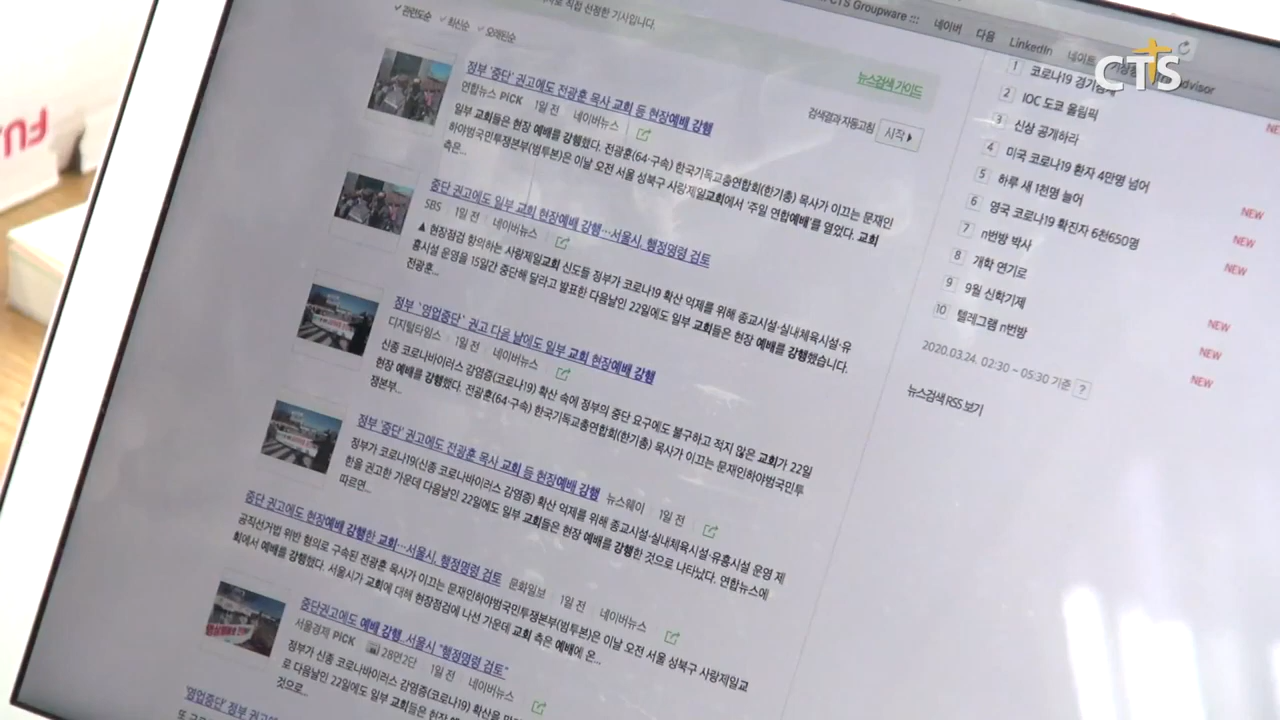 CTS Groupware :::
네이버
다음
LinkedIn
CTS
직접 선정한 기사입니다.
관련도순 최신순 오래된순
뉴스검색 가이드
검색결과 자동고침 시작
정부 '중단' 권고에도 전광훈 목사 교회 등 현장예배 강행
연합뉴스 PiCK 1일 전 네이버뉴스
일부 교회들은 현장 예배를 강행했다. 전광훈(64·구속) 한국기독교총연합회(한기총) 목사가 이끄는 문재인
하야범국민투쟁본부(범투본)은 이날 오전 서울 성북구 사랑제일교회에서 '주일 연합예배'를 열었다. 교회
측은...
중단 권고에도 일부 교회 현장예배 강행…서울시, 행정명령 검토
SBS 1일 전 네이버뉴스
▲ 현장점검 항의하는 사랑제일교회 신도들 정부가 코로나19 확산 억제를 위해 종교시설·실내체육시설·유
흥시설 운영을 15일간 중단해 달라고 발표한 다음날인 22일에도 일부 교회들은 현장 예배를 강행했습니다.
전광훈...
정부 '영업중단' 권고 다음 날에도 일부 교회 현장예배 강행
디지털타임스 1일 전 네이버뉴스
신종 코로나바이러스 감염증(코로나19) 확산 속에 정부의 중단 요구에도 불구하고 적지 않은 교회가 22일
현장 예배를 강행했다. 전광훈(64·구속) 한국기독교총연합회(한기총) 목사가 이끄는 문재인하야범국민투
쟁본부...
정부 '중단' 권고에도 전광훈 목사 교회 등 현장예배 강행 뉴스웨이 1일 전
정부가 코로나19(신종 코로나바이러스 감염증) 확산 억제를 위해 종교시설·실내체육시설·유흥시설 운영 제
한을 권고한 가운데 다음날인 22일에도 일부 교회들은 현장 예배를 강행한 것으로 나타났다. 연합뉴스에
따르면...
중단 권고에도 현장예배 강행한 교회…서울시, 행정명령 검토 문화일보 1일 전 네이버뉴스
공직선거법 위반 혐의로 구속된 전광훈 목사가 이끄는 문재인하야범국민투쟁본부(범투본)은 이날 오전 서울 성북구 사랑제일교
회에서 예배를 강행했다. 서울시가 교회에 대해 현장점검에 나선 가운데 교회 측은 예배에 온...
중단권고에도 예배 강행, 서울시 "행정명령 검토"
서울경제 PiCK 28면2단 1일 전 네이버뉴스
정부가 신종 코로나바이러스 감염증(코로나19) 확산을
로 다음날인 22일에도 일부 교회들은 현장
것으로...
'영업중단' 정부 권고에
1 코로나19
2 IOC 도쿄 올림픽
3 신상 공개하라
4 미국 코로나19 환자 4만명 넘어
5 하루 새 1천명 늘어
NEW
6 영국 코로나19 확진자 6천650명
NEW
7 n번방 박사
NEW
8 개학 연기로
9 9월 신학기제
NEW
10 텔레그램 n번방
NEW
NEW
2020.03.24. 02:30 ~ 05:30 기준 ?
뉴스검색 RSS 보기